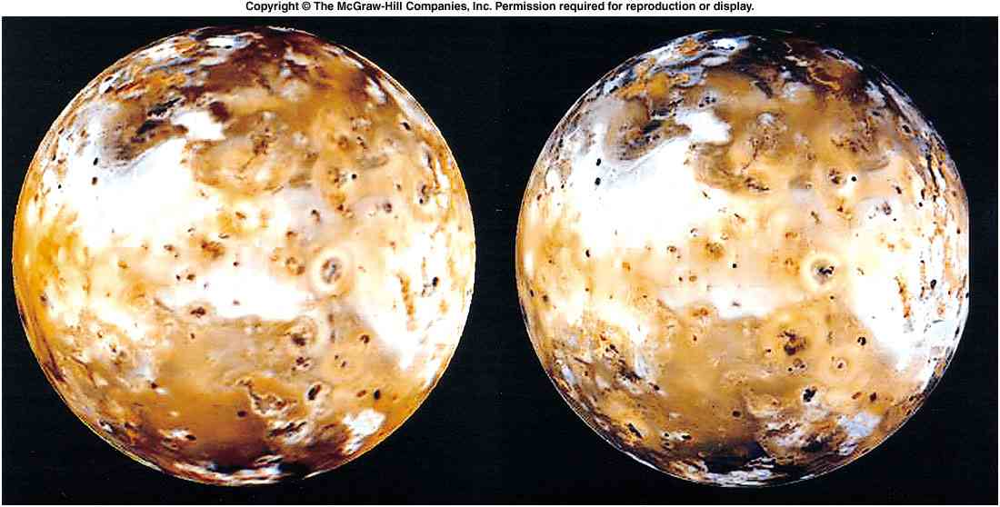 Copyright © The McGraw-Hill Companies, Inc. Permission required for reproduction or display.